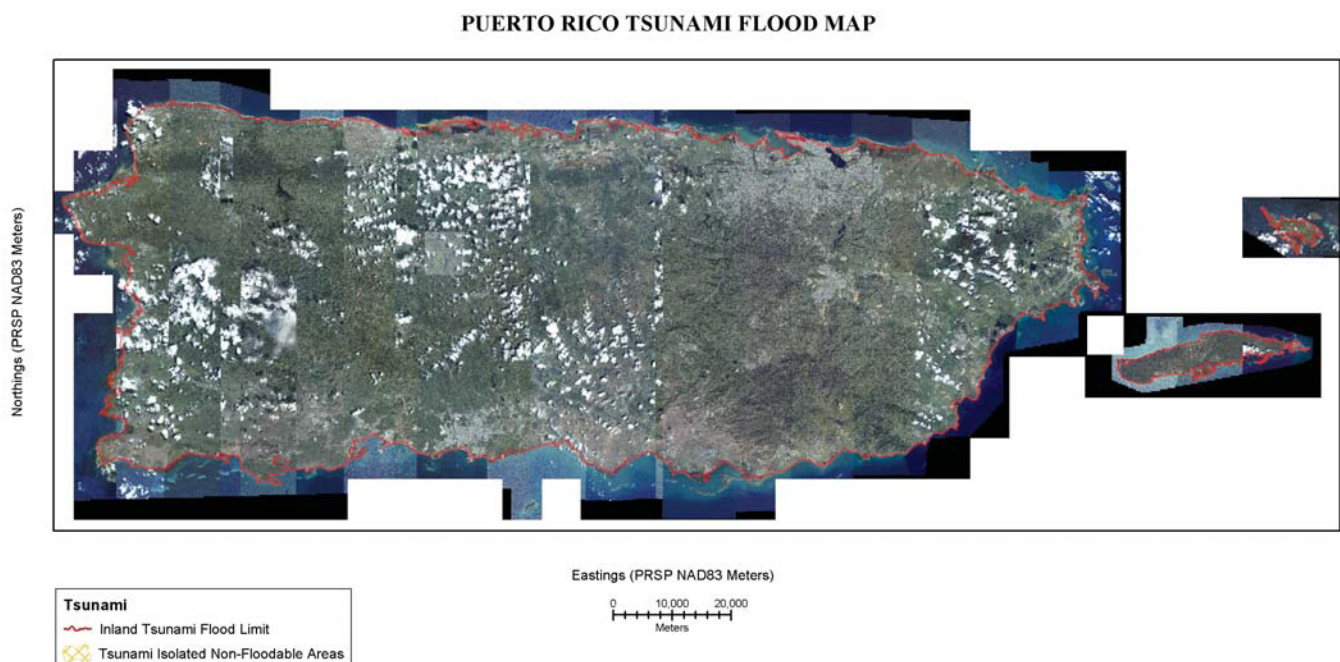 PUERTO RICO TSUNAMI FLOOD MAP
Northings (PRSP NAD83 Meters)
Eastings (PRSP NAD83 Meters)
0 10,000 20,000
Meters
Tsunami
Inland Tsunami Flood Limit
Tsunami Isolated Non-Floodable Areas